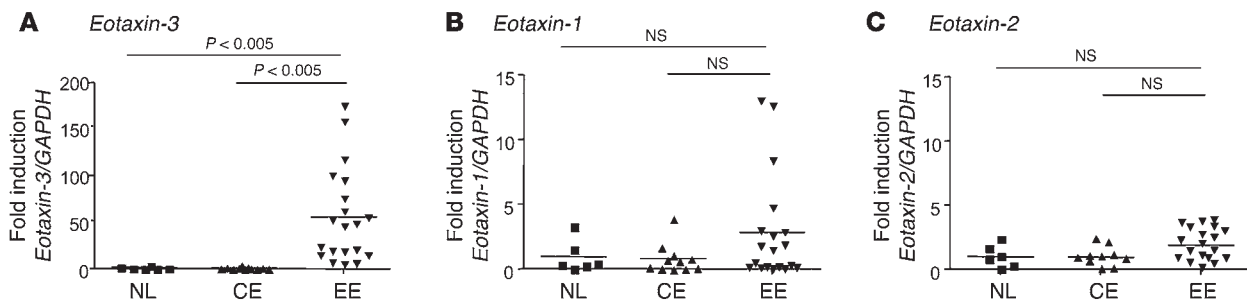 A Eotaxin-3
P < 0.005
P < 0.005
200
150
100
50
0
Fold induction
Eotaxin-3/GAPDH
NL CE EE
B Eotaxin-1
NS
NS
15
10
5
0
Fold induction
Eotaxin-1/GAPDH
NL CE EE
C Eotaxin-2
NS
NS
15
10
5
0
Fold induction
Eotaxin-2/GAPDH
NL CE EE